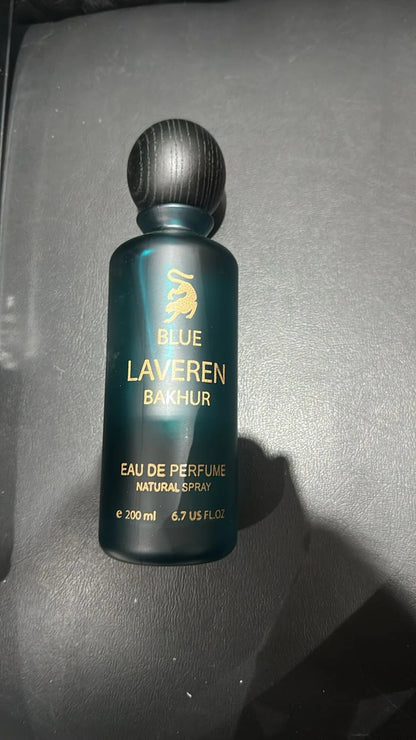 BLUE
LAVEREN
BAKHUR
EAU DE PERFUME
NATURAL SPRAY
e 200 ml 6.7 US FL.OZ